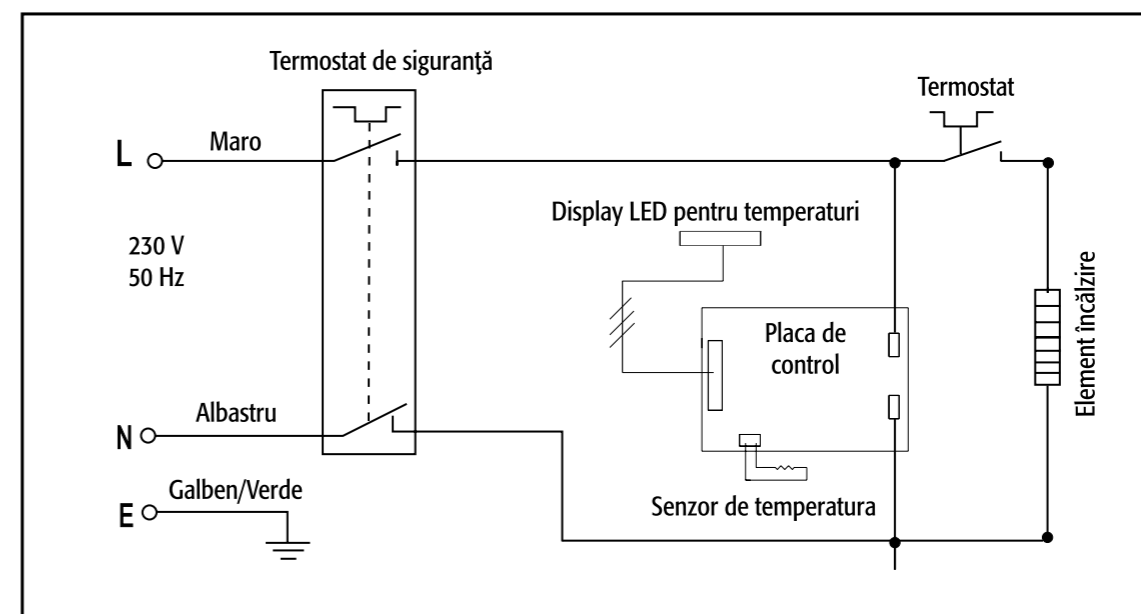 Termostat de siguranţă
Termostat
L
Maro
230 V
50 Hz
Display LED pentru temperaturi
Placa de
control
Element încălzire
N
Albastru
Senzor de temperatura
E
Galben/Verde